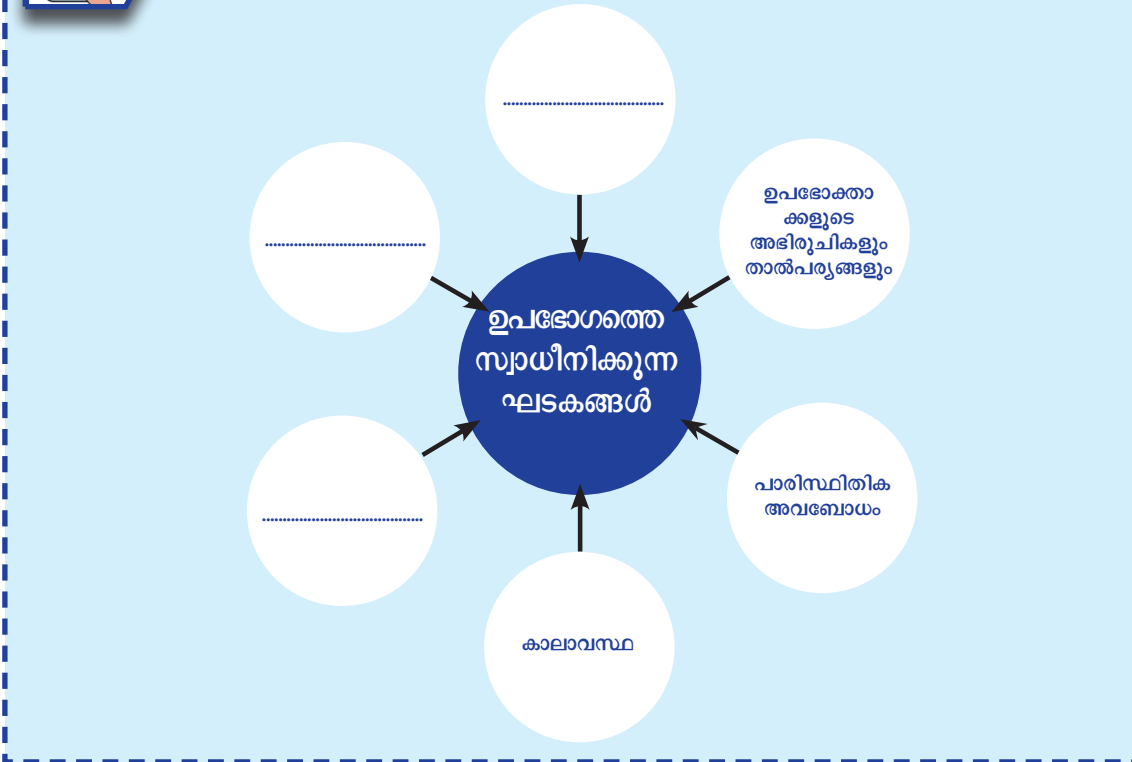 ........................................
ഉപഭോക്താ
ക്കളുടെ
അഭിരുചികളും
താൽപര്യങ്ങളും
........................................
ഉപഭോഗത്തെ
സ്വാധീനിക്കുന്ന
ഘടകങ്ങൾ
പാരിസ്ഥിതിക
അവബോധം
........................................
കാലാവസ്ഥ